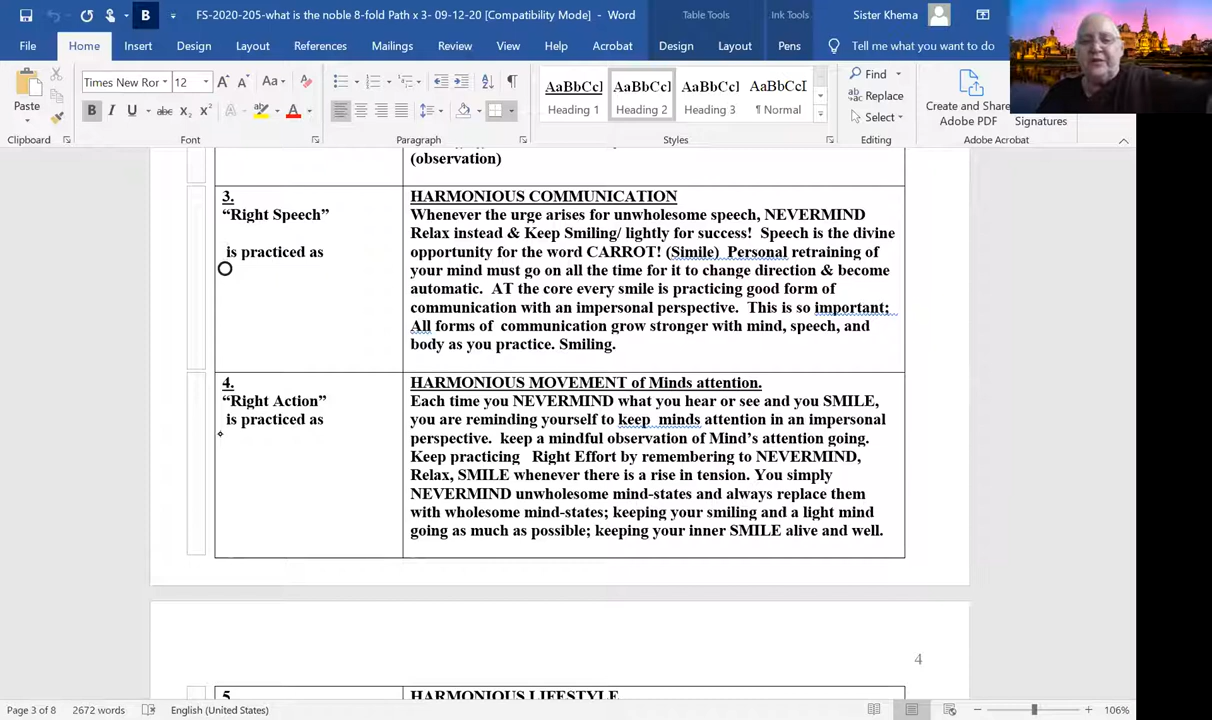 FS-2020-205-what is the noble 8-fold Path x 3- 09-12-20 [Compatibility Mode] - Word
Table Tools
Ink Tools
Sister Khema
File Home Insert Design Layout References Mailings Review View Help Acrobat Design Layout Pens Tell me what you want to do
Times New Ror 12
Paste
Find
Replace
Select
AaBbCcI AaBbCcI AaBbCcI AaBbCcI
Heading 1 Heading 2 Heading 3 ¶ Normal
Create and Share
Adobe PDF
Signatures
Clipboard Font Paragraph Styles Editing Adobe Acrobat
(observation)
3.
“Right Speech”
is practiced as
HARMONIOUS COMMUNICATION
Whenever the urge arises for unwholesome speech, NEVERMIND
Relax instead & Keep Smiling/ lightly for success! Speech is the divine
opportunity for the word CARROT! (Simile) Personal retraining of
your mind must go on all the time for it to change direction & become
automatic. AT the core every smile is practicing good form of
communication with an impersonal perspective. This is so important;
All forms of communication grow stronger with mind, speech, and
body as you practice. Smiling.
4.
“Right Action”
is practiced as
HARMONIOUS MOVEMENT of Minds attention.
Each time you NEVERMIND what you hear or see and you SMILE,
you are reminding yourself to keep minds attention in an impersonal
perspective. keep a mindful observation of Mind’s attention going.
Keep practicing Right Effort by remembering to NEVERMIND,
Relax, SMILE whenever there is a rise in tension. You simply
NEVERMIND unwholesome mind-states and always replace them
with wholesome mind-states; keeping your smiling and a light mind
going as much as possible; keeping your inner SMILE alive and well.
4
5
HARMONIOUS LIFESTYLE
Page 3 of 8 2672 words English (United States) 106%